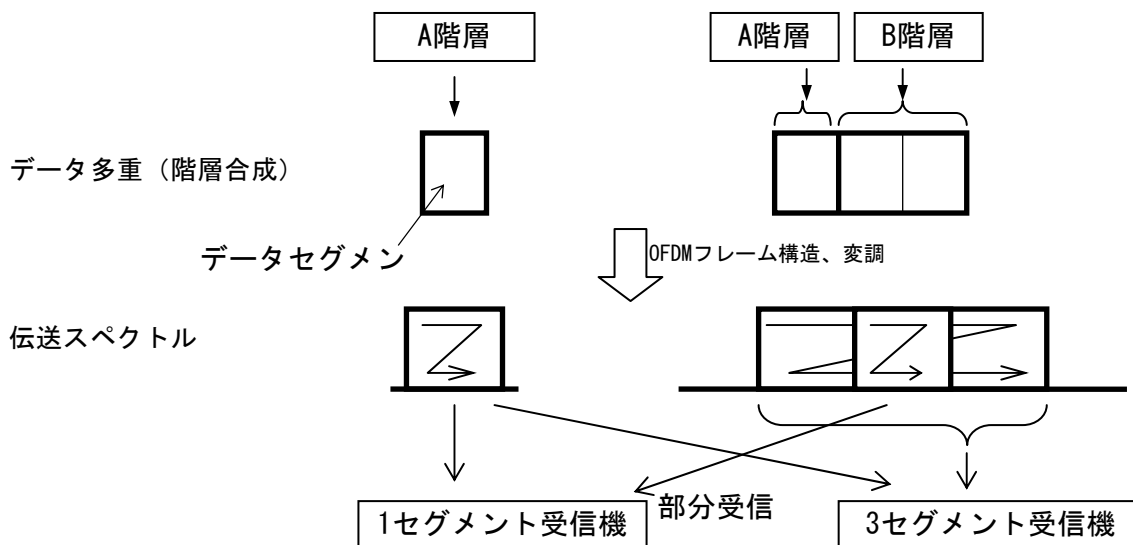 A階層
A階層
B階層
データ多重（階層合成）
データセグメン
OFDMフレーム構造、変調
伝送スペクトル
部分受信
1セグメント受信機
3セグメント受信機